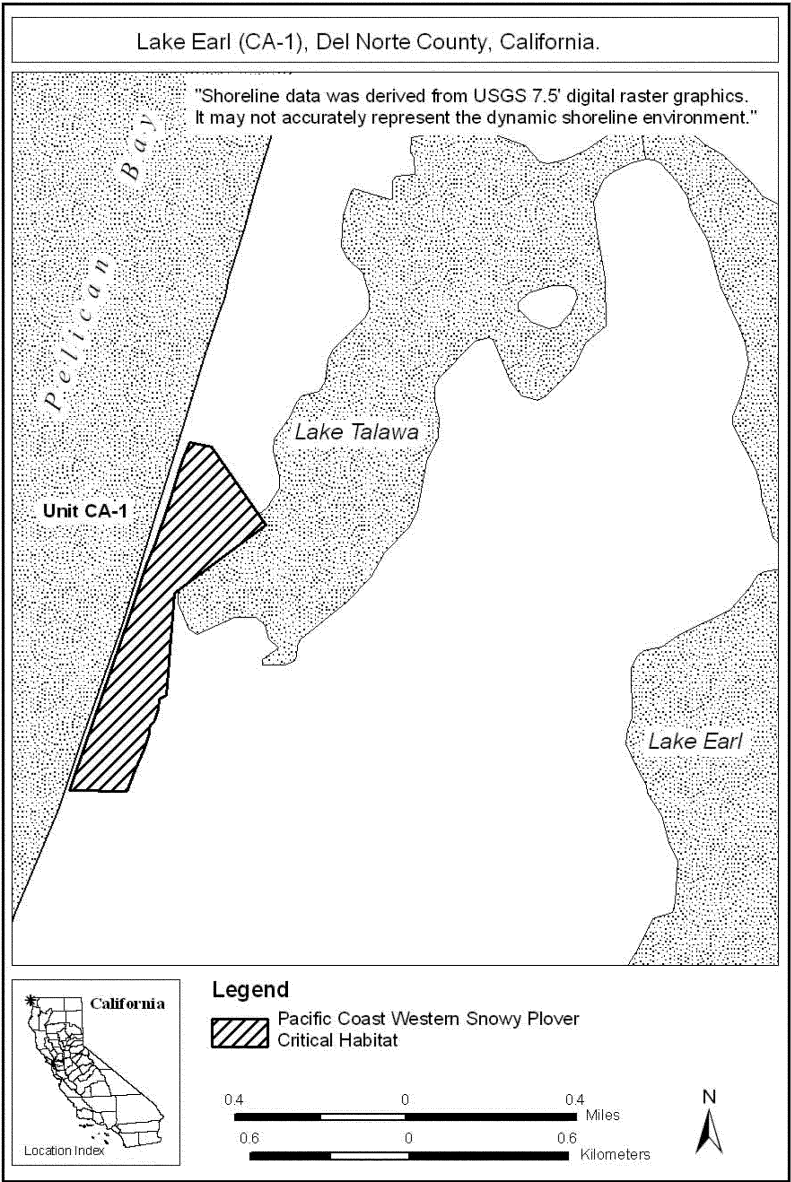 Lake Earl (CA-1), Del Norte County, California.
"Shoreline data was derived from USGS 7.5' digital raster graphics.
It may not accurately represent the dynamic shoreline environment."
Pelican Bay
Lake Talawa
Unit CA-1
Lake Earl
California
Location Index
Legend
Pacific Coast Western Snowy Plover
Critical Habitat
0.4 0 0.4
Miles
0.6 0 0.6
Kilometers
N